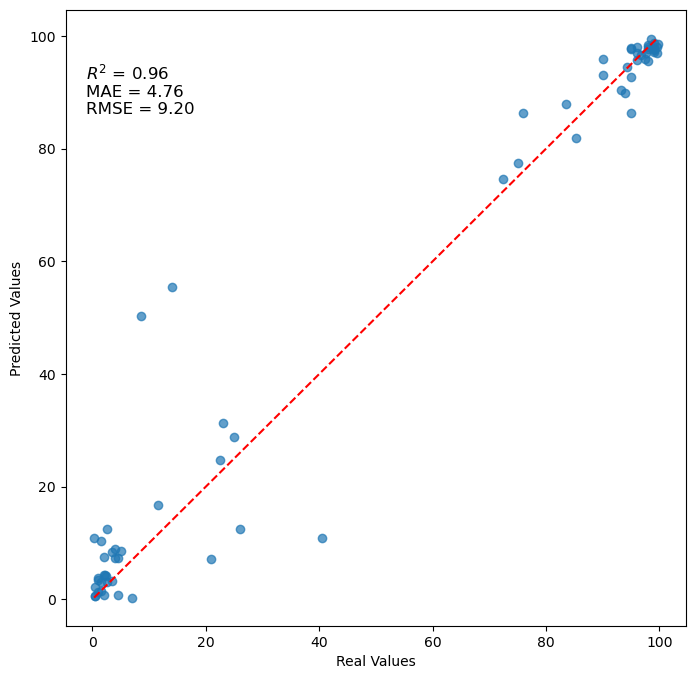 100
80
60
40
20
0
Predicted Values
R² = 0.96
MAE = 4.76
RMSE = 9.20
0
20
40
60
80
100
Real Values